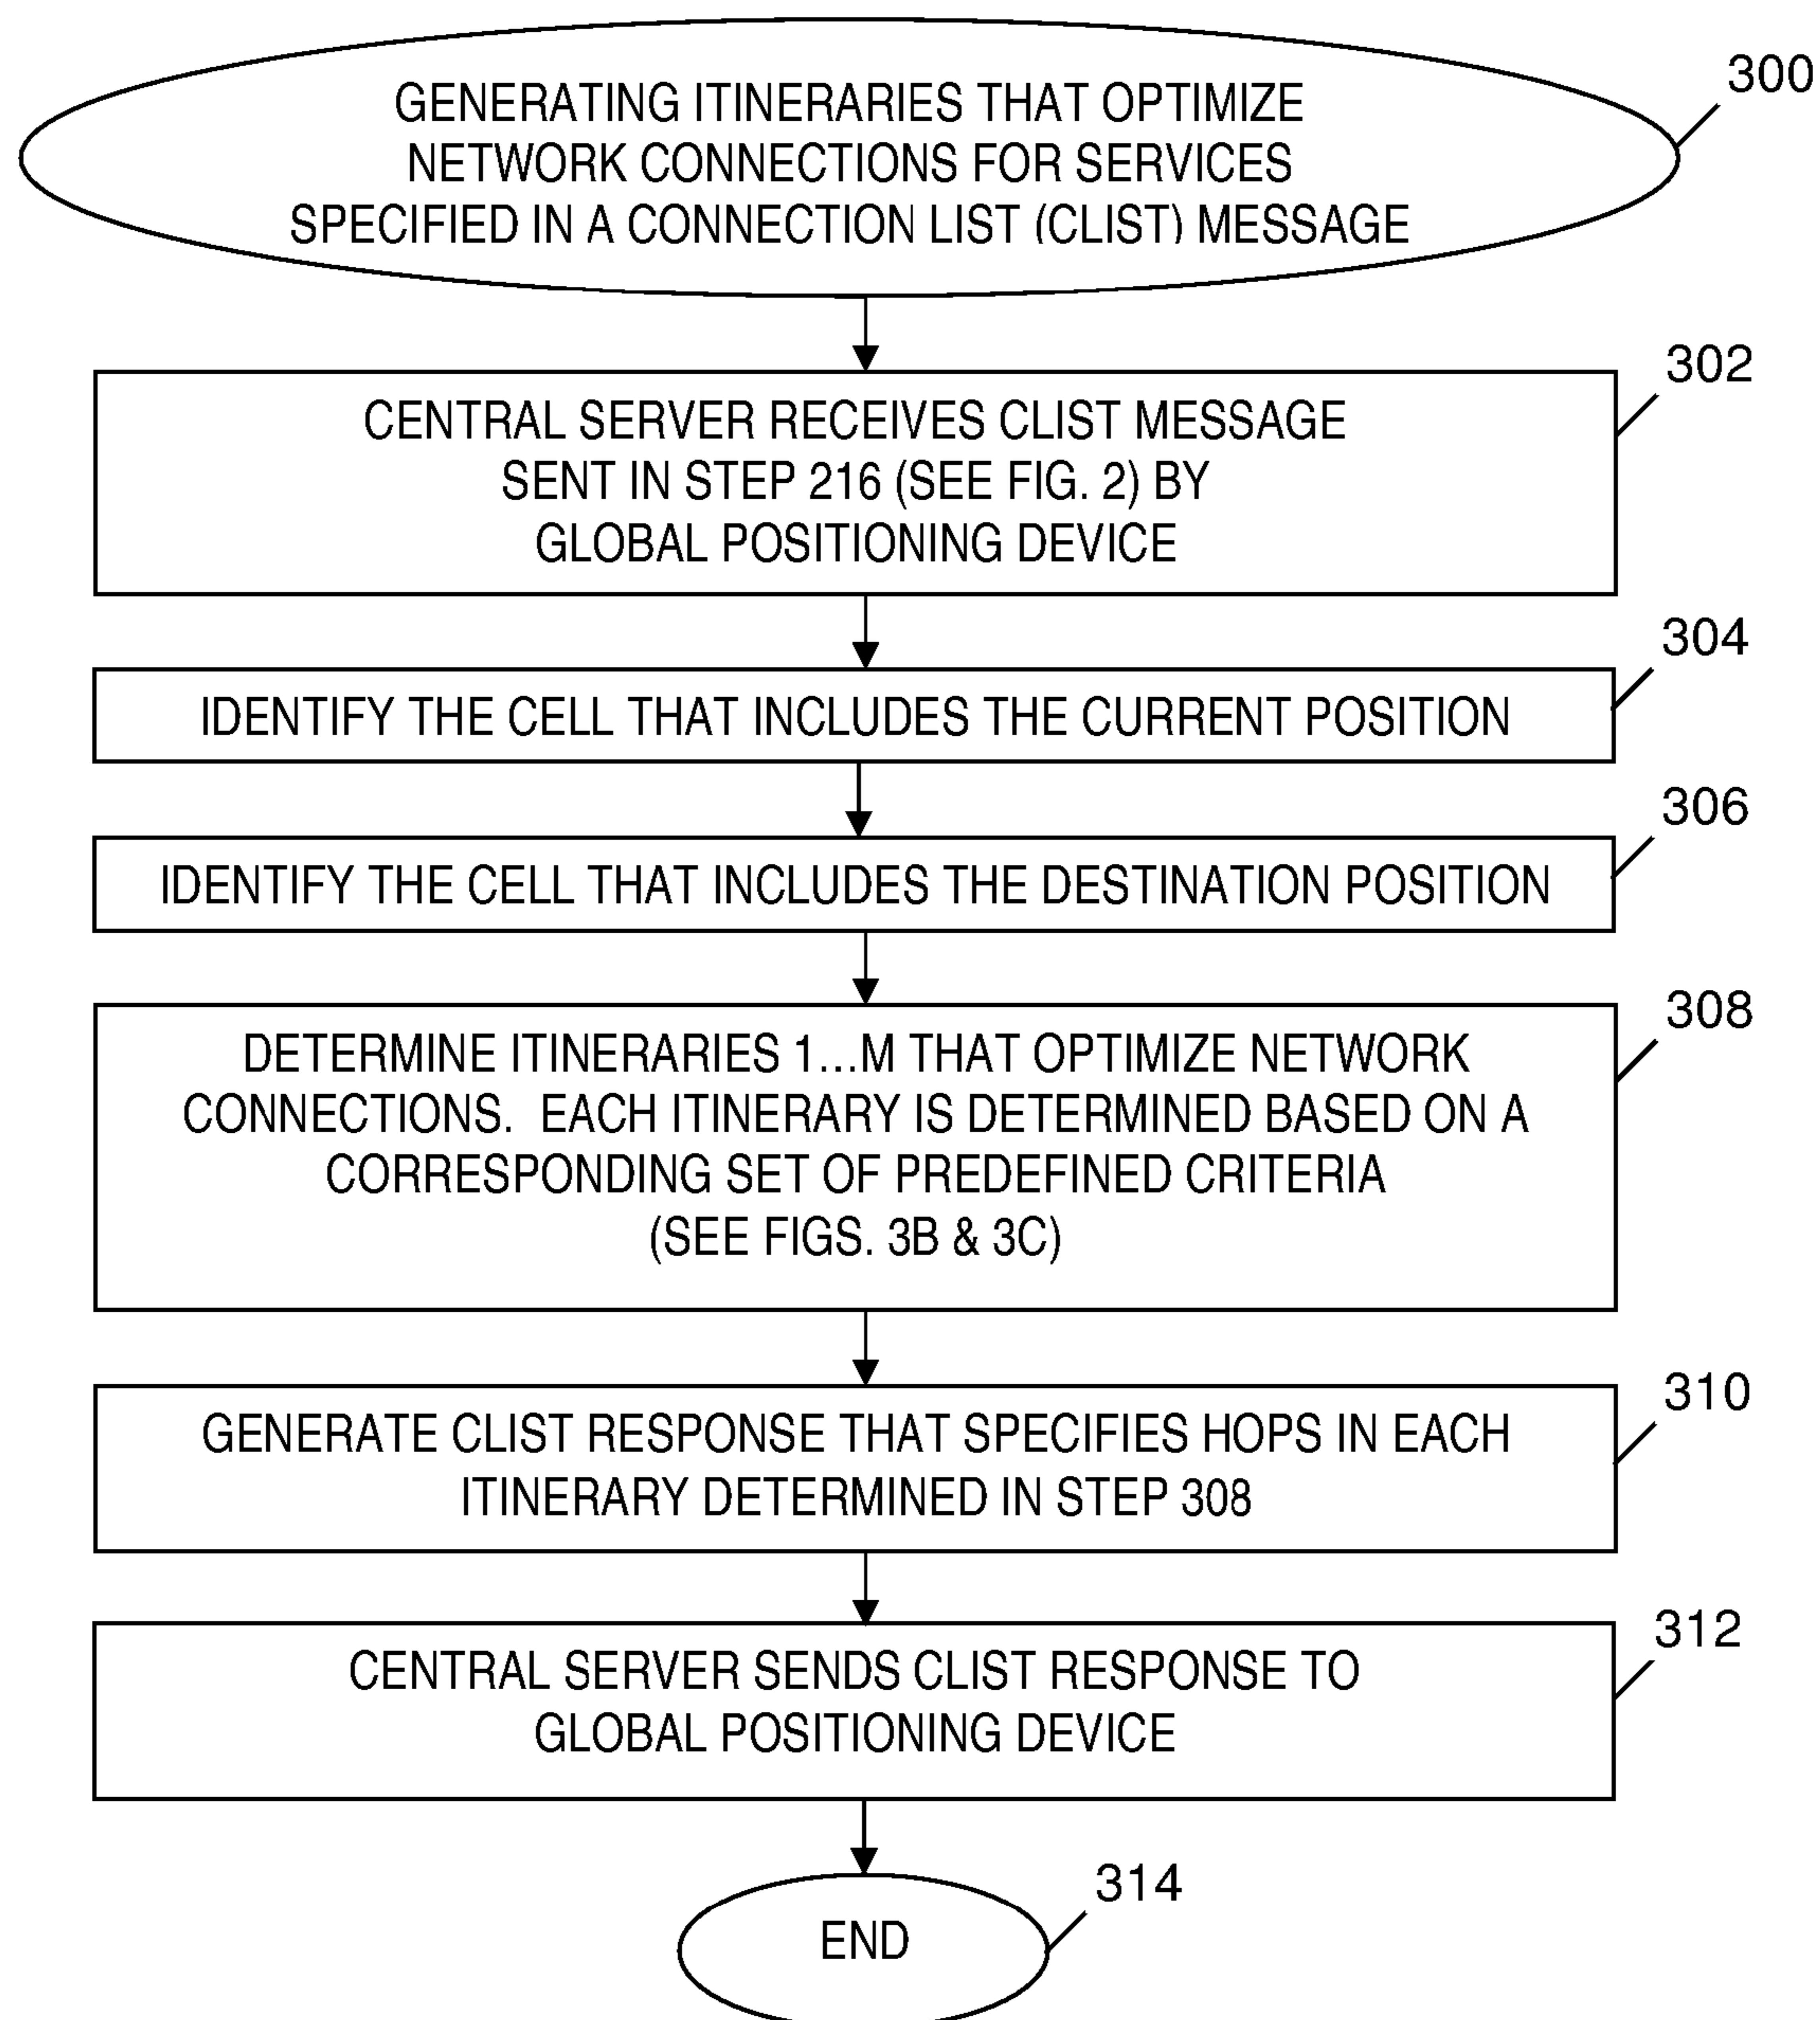 300
GENERATING ITINERARIES THAT OPTIMIZE
NETWORK CONNECTIONS FOR SERVICES
SPECIFIED IN A CONNECTION LIST (CLIST) MESSAGE
302
CENTRAL SERVER RECEIVES CLIST MESSAGE
SENT IN STEP 216 (SEE FIG. 2) BY
GLOBAL POSITIONING DEVICE
304
IDENTIFY THE CELL THAT INCLUDES THE CURRENT POSITION
306
IDENTIFY THE CELL THAT INCLUDES THE DESTINATION POSITION
308
DETERMINE ITINERARIES 1...M THAT OPTIMIZE NETWORK
CONNECTIONS.  EACH ITINERARY IS DETERMINED BASED ON A
CORRESPONDING SET OF PREDEFINED CRITERIA
(SEE FIGS. 3B & 3C)
310
GENERATE CLIST RESPONSE THAT SPECIFIES HOPS IN EACH
ITINERARY DETERMINED IN STEP 308
312
CENTRAL SERVER SENDS CLIST RESPONSE TO
GLOBAL POSITIONING DEVICE
314
END